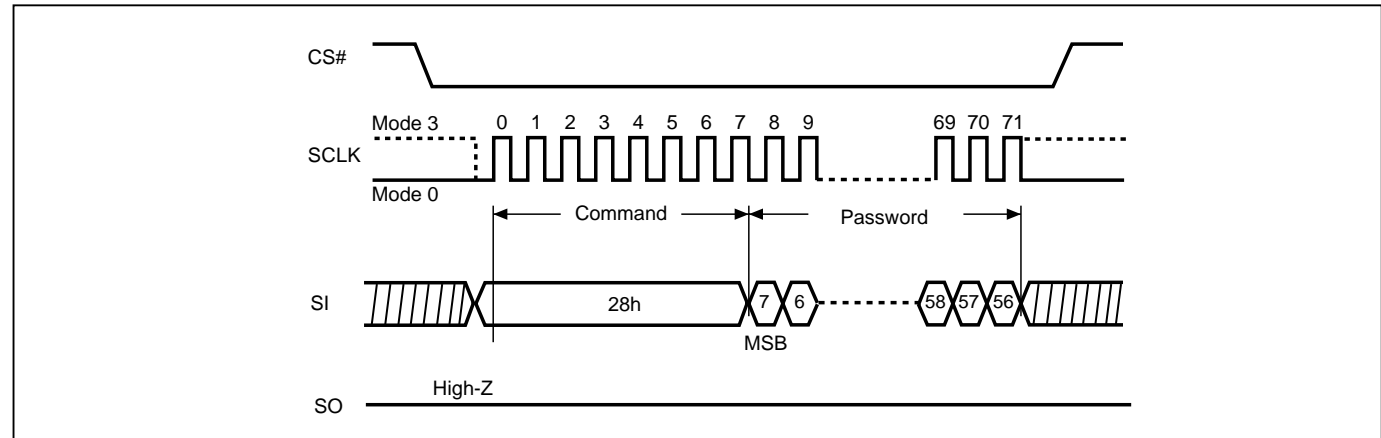 CS#
Mode 3 0 1 2 3 4 5 6 7 8 9 69 70 71
SCLK
Mode 0
Command Password
SI 28h 7 6 58 57 56
MSB
High-Z
SO